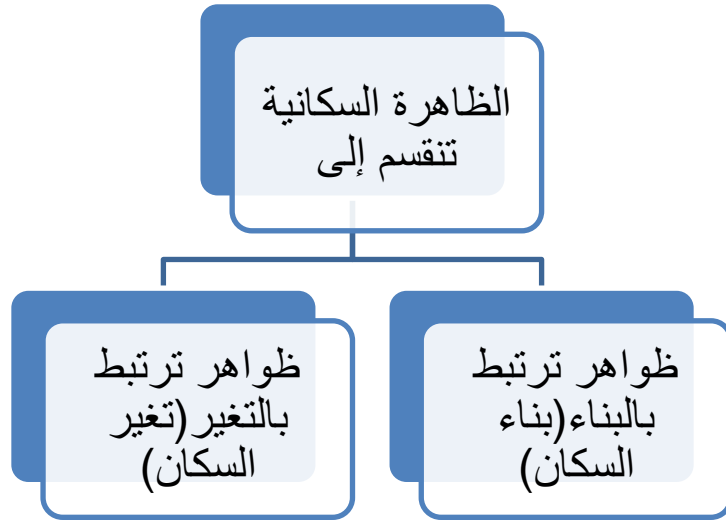 الظاهرة السكانية
تنقسم إلى
ظواهر ترتبط
بالبناء(بناء
السكان)
ظواهر ترتبط
بالتغير(تغير
السكان)